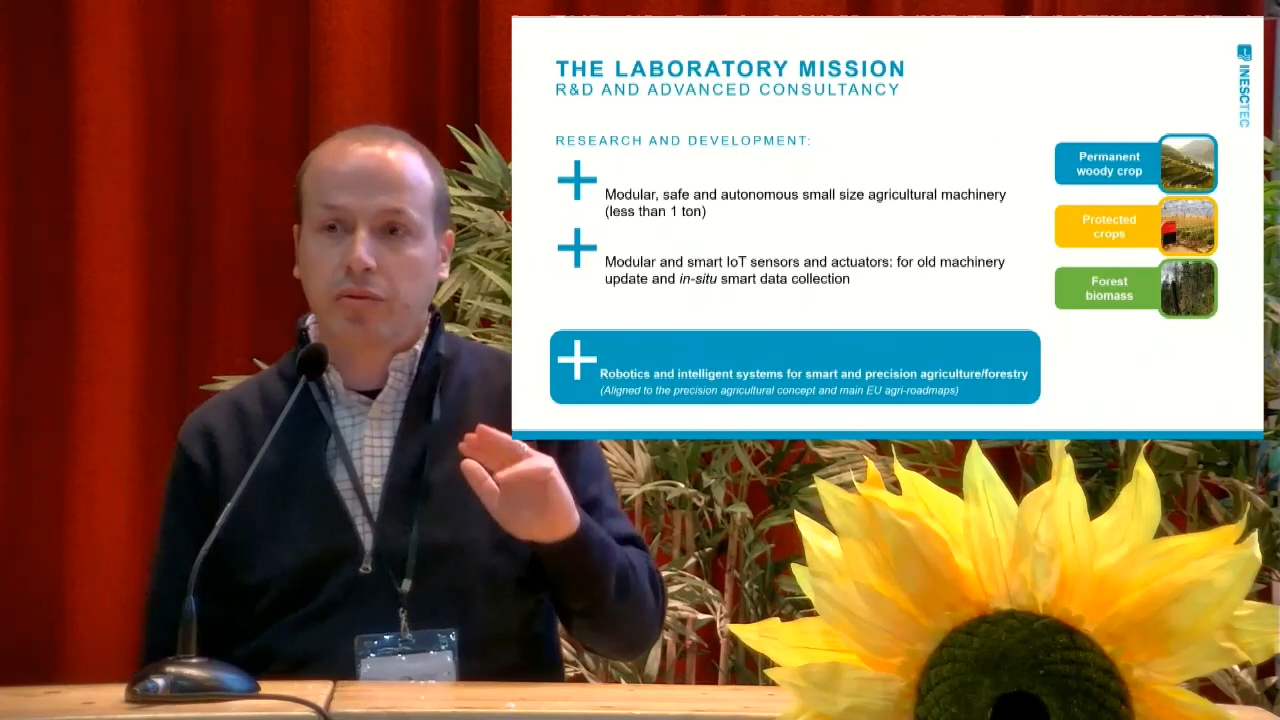 THE LABORATORY MISSION
R&D AND ADVANCED CONSULTANCY
INESCTEC
RESEARCH AND DEVELOPMENT:
Modular, safe and autonomous small size agricultural machinery
(less than 1 ton)
Modular and smart IoT sensors and actuators: for old machinery
update and in-situ smart data collection
Robotics and intelligent systems for smart and precision agriculture/forestry
(Aligned to the precision agricultural concept and main EU agri-roadmaps)
Permanent
woody crop
Protected
crops
Forest
biomass